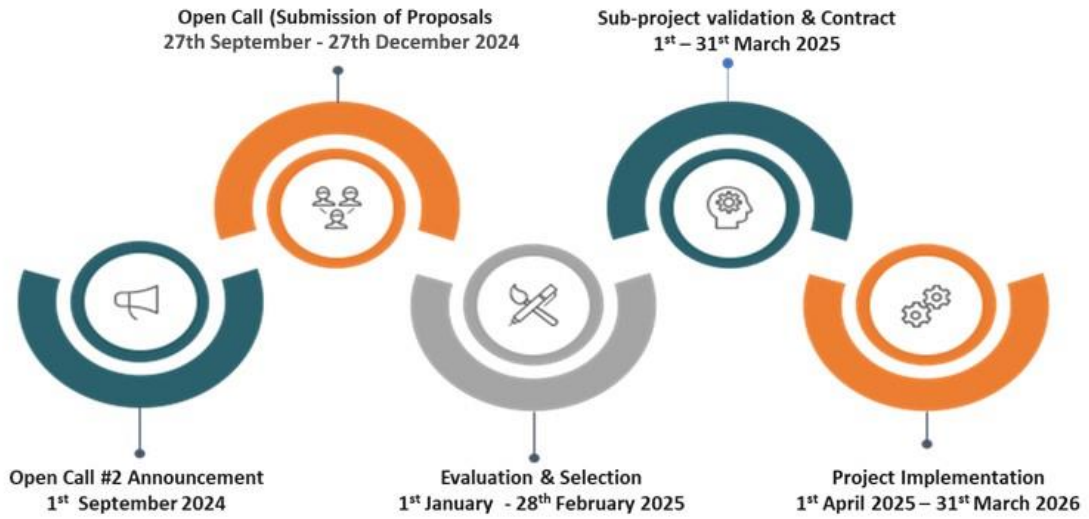 Open Call (Submission of Proposals
27th September - 27th December 2024
Sub-project validation & Contract
1st – 31st March 2025
Open Call #2 Announcement
1st September 2024
Evaluation & Selection
1st January - 28th February 2025
Project Implementation
1st April 2025 – 31st March 2026